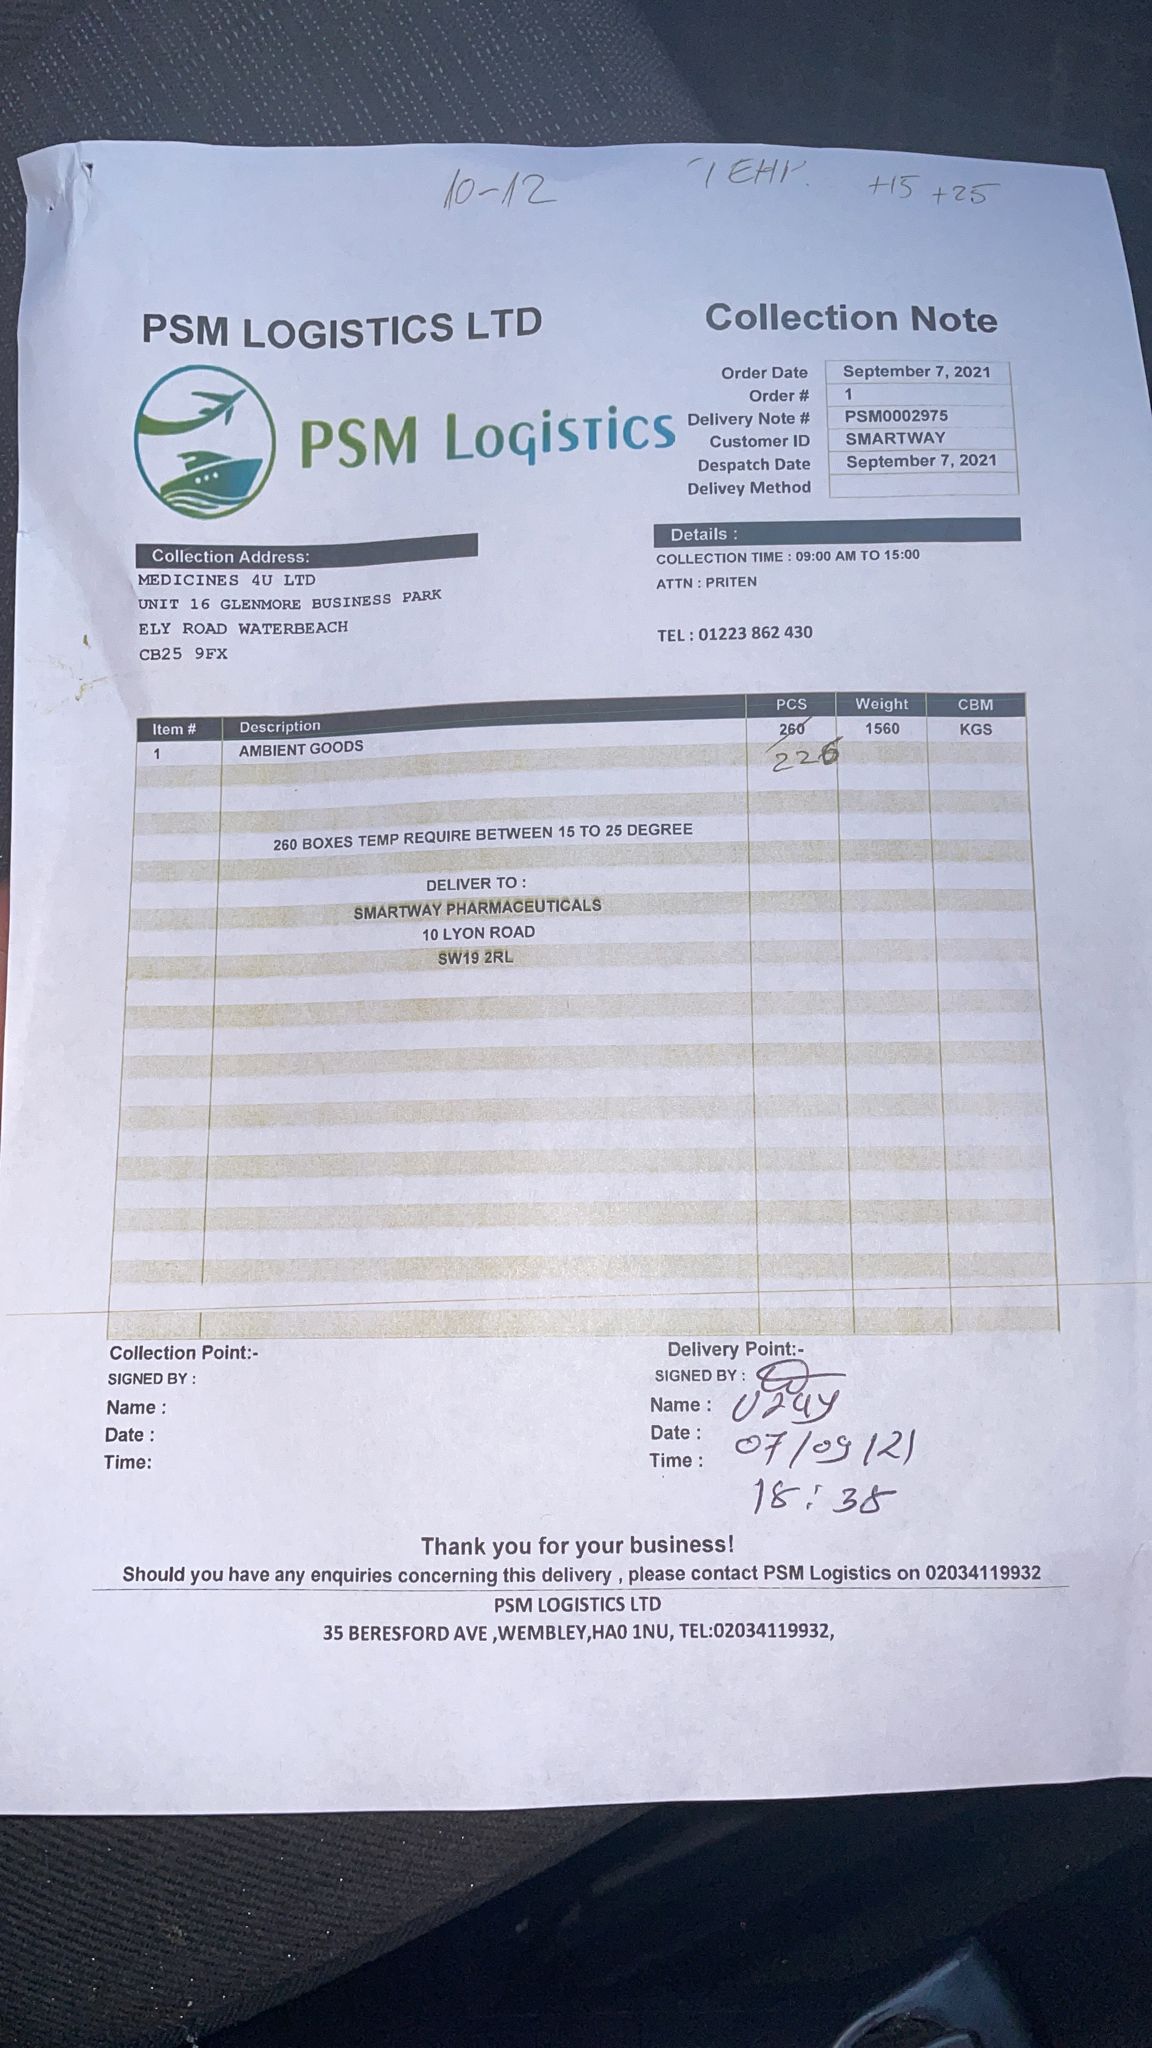 10-12
+15 +25
PSM LOGISTICS LTD
PSM Logistics
Collection Note
Order Date September 7, 2021
Order # 1
Delivery Note # PSM0002975
Customer ID SMARTWAY
Despatch Date September 7, 2021
Delivey Method
Collection Address:
MEDICINES 4U LTD
UNIT 16 GLENMORE BUSINESS PARK
ELY ROAD WATERBEACH
CB25 9FX
Details :
COLLECTION TIME : 09:00 AM TO 15:00
ATTN : PRITEN
TEL : 01223 862 430
Item # Description PCS Weight CBM
1 AMBIENT GOODS 260 1560 KGS
226
260 BOXES TEMP REQUIRE BETWEEN 15 TO 25 DEGREE
DELIVER TO :
SMARTWAY PHARMACEUTICALS
10 LYON ROAD
SW19 2RL
Collection Point:-
SIGNED BY :
Name :
Date :
Time:
Delivery Point:-
SIGNED BY :
Name :
Date : 07/09/21
Time : 18:38
Thank you for your business!
Should you have any enquiries concerning this delivery , please contact PSM Logistics on 02034119932
PSM LOGISTICS LTD
35 BERESFORD AVE ,WEMBLEY,HA0 1NU, TEL:02034119932,